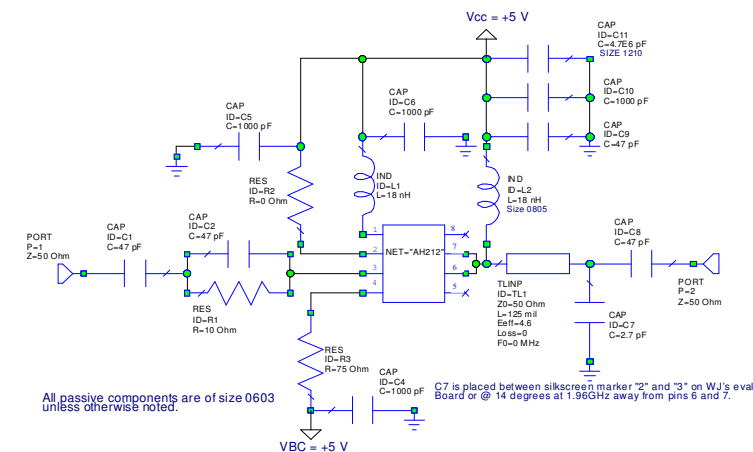 Vcc = +5 V
CAP
ID=C11
C=4.7E6 pF
SIZE 1210
CAP
ID=C10
C=1000 pF
CAP
ID=C9
C=47 pF
CAP
ID=C5
C=1000 pF
CAP
ID=C6
C=1000 pF
RES
ID=R2
R=0 Ohm
IND
ID=L1
L=18 nH
IND
ID=L2
L=18 nH
Size 0805
PORT
P=1
Z=50 Ohm
CAP
ID=C1
C=47 pF
CAP
ID=C2
C=47 pF
RES
ID=R1
R=10 Ohm
1
2
3
4
NET="AH212"
8
7
6
5
TLINP
ID=TL1
Z0=50 Ohm
L=125 mil
Eeff=4.6
Loss=0
F0=0 MHz
CAP
ID=C8
C=47 pF
PORT
P=2
Z=50 Ohm
CAP
ID=C7
C=2.7 pF
RES
ID=R3
R=75 Ohm
CAP
ID=C4
C=1000 pF
VBC = +5 V
All passive components are of size 0603
unless otherwise noted.
C7 is placed between silkscreen marker "2" and "3" on WJ's eval
Board or @ 14 degrees at 1.96GHz away from pins 6 and 7.